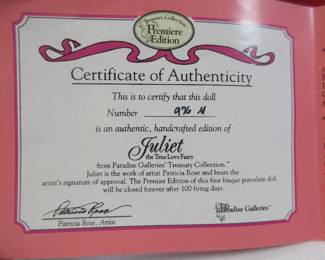 Treasury Collection
Premiere
Edition
Certificate of Authenticity
This is to certify that this doll
Number 976 M
is an authentic, handcrafted edition of
Juliet
the True Love Fairy
from Paradise Galleries' Treasury Collection.™
Juliet is the work of artist Patricia Rose and bears the
artist's signature of approval. The Premiere Edition of this fine bisque porcelain doll
will be closed forever after 100 firing days.
Patricia Rose
Patricia Rose, Artist
Paradise Galleries™